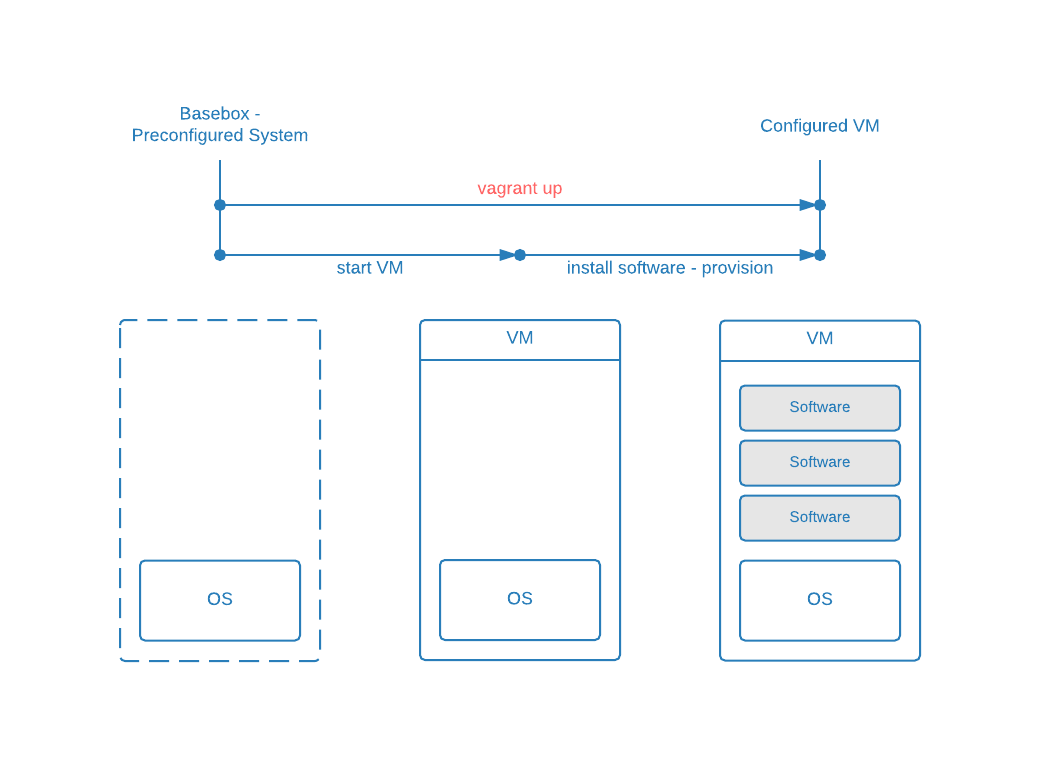 Basebox -
Preconfigured System
Configured VM
vagrant up
start VM
install software - provision
VM
VM
Software
Software
Software
OS
OS
OS